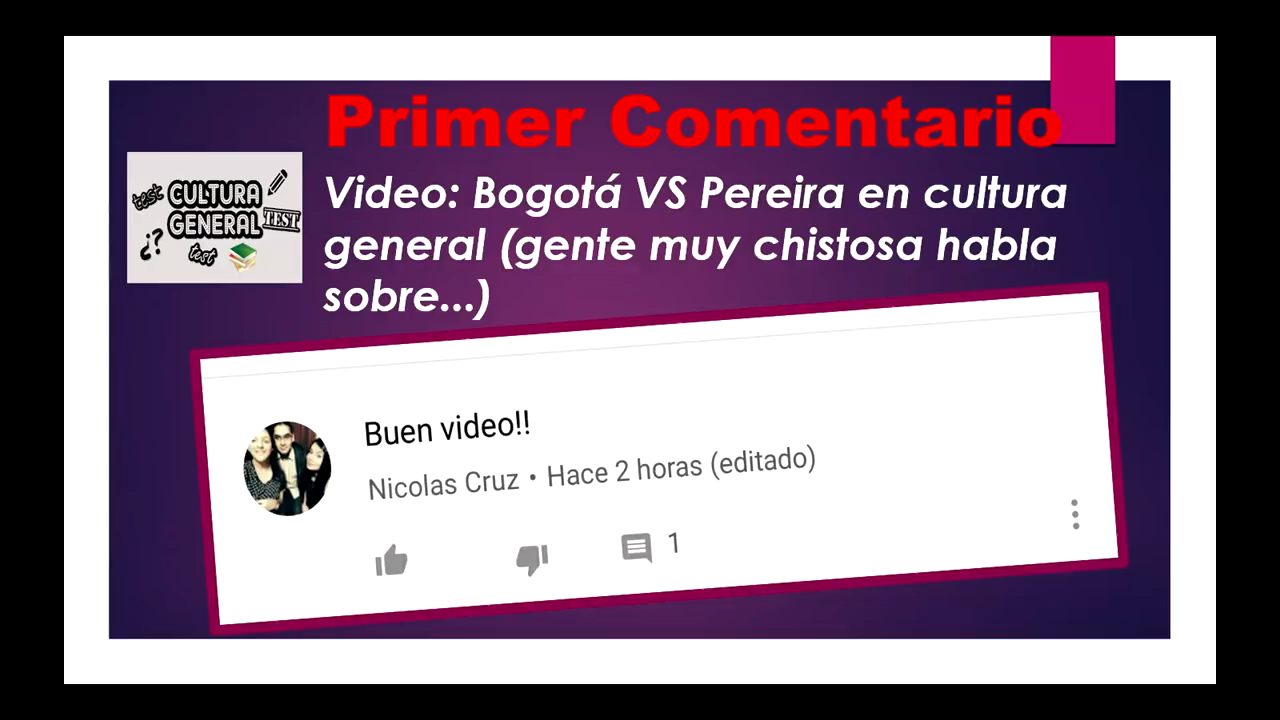 Primer Comentario
test CULTURA
GENERAL TEST
¿? test
Video: Bogotá VS Pereira en cultura
general (gente muy chistosa habla
sobre...)
Buen video!!
Nicolas Cruz • Hace 2 horas (editado)
1